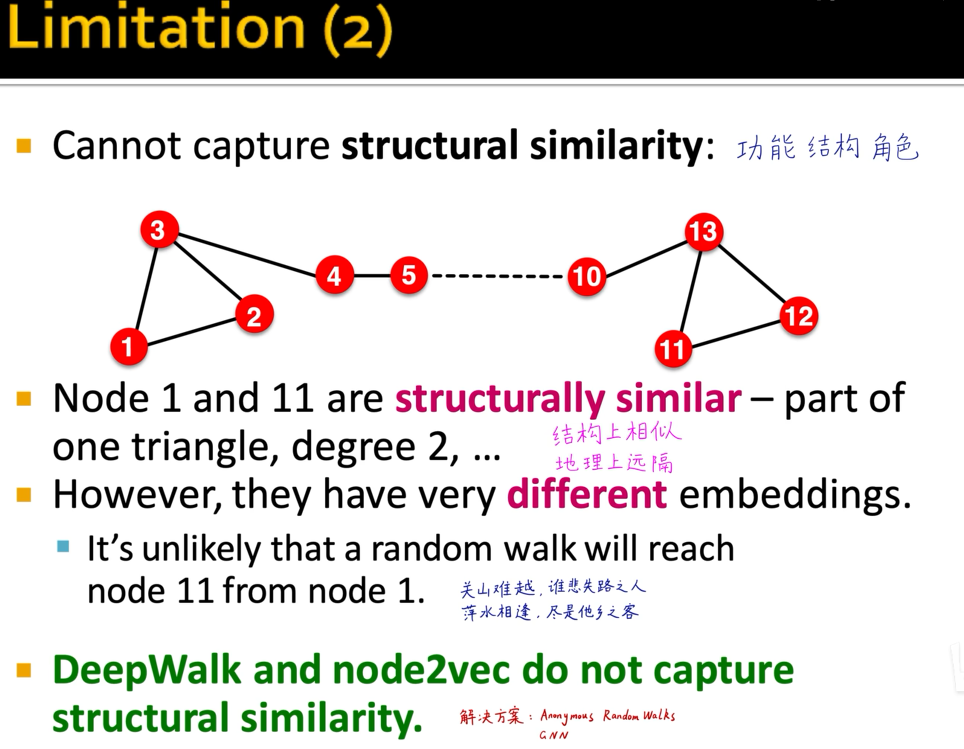 Limitation (2)
Cannot capture structural similarity: 功能 结构 角色
3
13
4
5
10
2
12
1
11
Node 1 and 11 are structurally similar – part of
one triangle, degree 2, …
结构上相似
地理上远隔
However, they have very different embeddings.
It's unlikely that a random walk will reach
node 11 from node 1.
关山难越，谁悲失路之人
萍水相逢，尽是他乡之客
DeepWalk and node2vec do not capture
structural similarity.
解决方案：Anonymous Random Walks
GNN